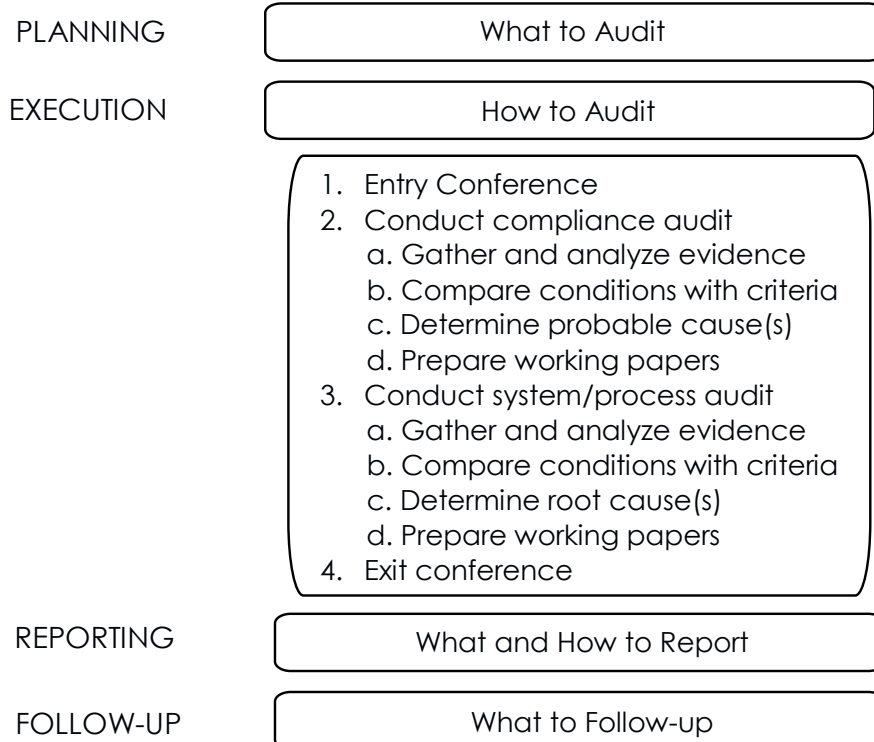 PLANNING
What to Audit
EXECUTION
How to Audit
1. Entry Conference
2. Conduct compliance audit
a. Gather and analyze evidence
b. Compare conditions with criteria
c. Determine probable cause(s)
d. Prepare working papers
3. Conduct system/process audit
a. Gather and analyze evidence
b. Compare conditions with criteria
c. Determine root cause(s)
d. Prepare working papers
4. Exit conference
REPORTING
What and How to Report
FOLLOW-UP
What to Follow-up